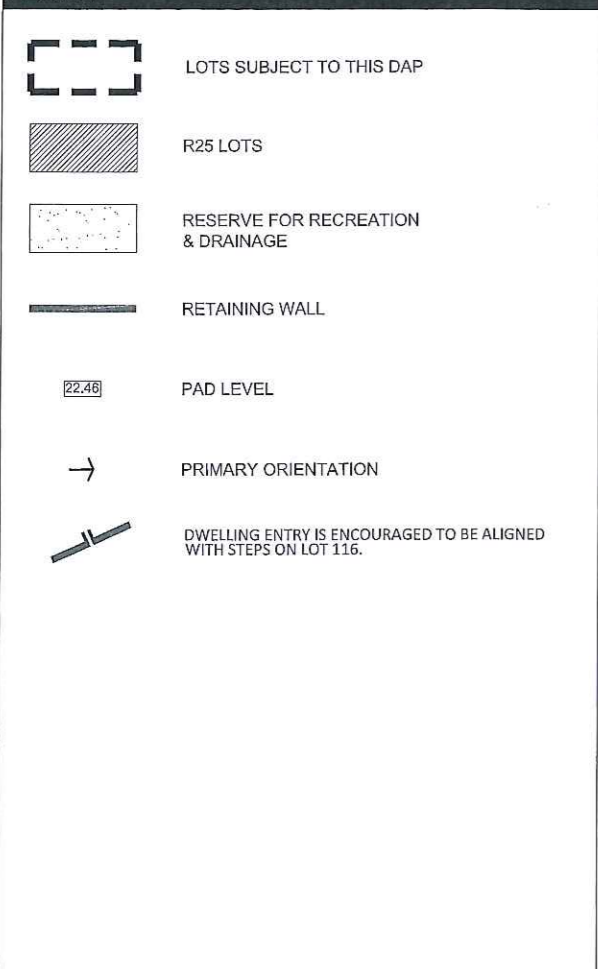 LOTS SUBJECT TO THIS DAP
R25 LOTS
RESERVE FOR RECREATION
& DRAINAGE
RETAINING WALL
22.46 PAD LEVEL
PRIMARY ORIENTATION
DWELLING ENTRY IS ENCOURAGED TO BE ALIGNED
WITH STEPS ON LOT 116.